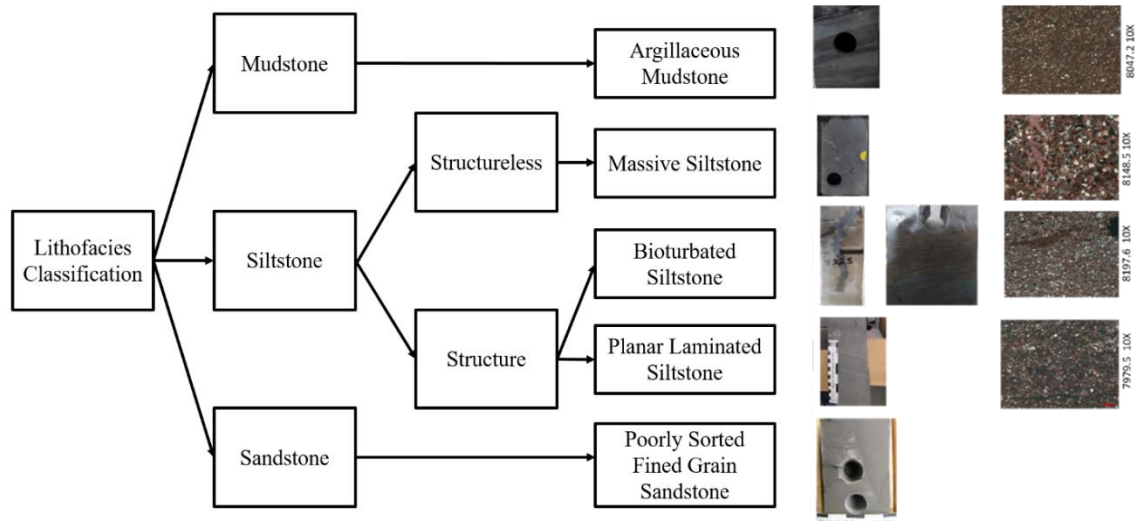 Mudstone
Argillaceous
Mudstone
8047.2 10X
Structureless
Massive Siltstone
8148.5 10X
Lithofacies
Classification
Siltstone
Bioturbated
Siltstone
8197.6 10X
Structure
Planar Laminated
Siltstone
7979.5 10X
Sandstone
Poorly Sorted
Fined Grain
Sandstone